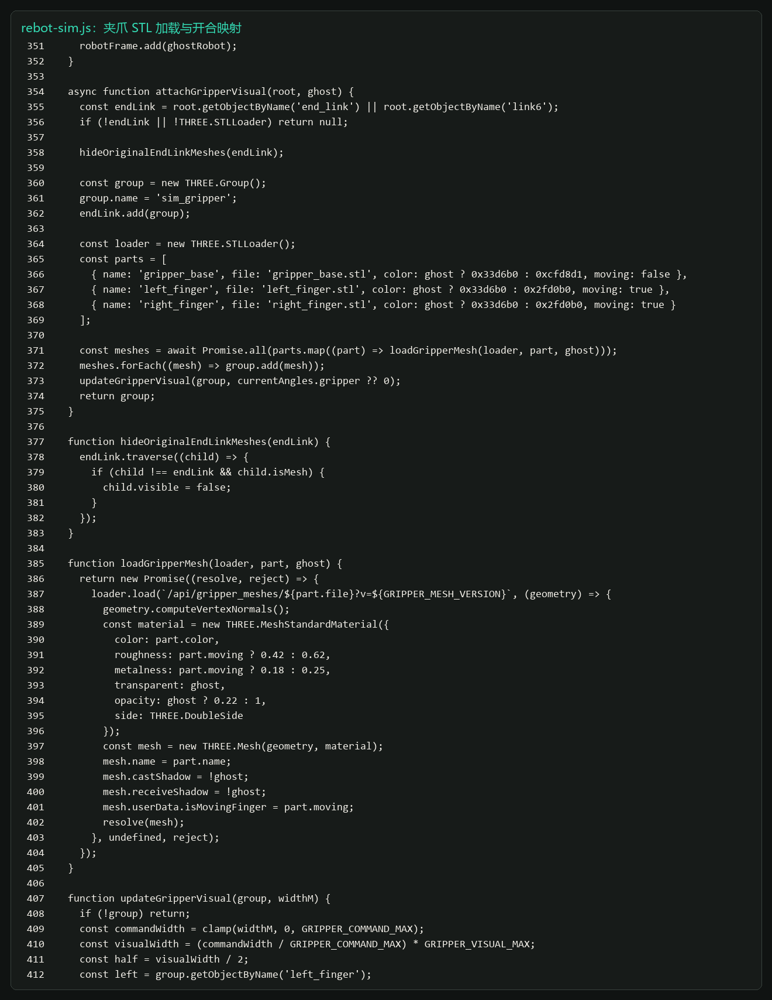 rebot-sim.js：夹爪 STL 加载与开合映射
351      robotFrame.add(ghostRobot);
352    }
353
354    async function attachGripperVisual(root, ghost) {
355      const endLink = root.getObjectByName('end_link') || root.getObjectByName('link6');
356      if (!endLink || !THREE.STLLoader) return null;
357
358      hideOriginalEndLinkMeshes(endLink);
359
360      const group = new THREE.Group();
361      group.name = 'sim_gripper';
362      endLink.add(group);
363
364      const loader = new THREE.STLLoader();
365      const parts = [
366        { name: 'gripper_base', file: 'gripper_base.stl', color: ghost ? 0x33d6b0 : 0xcfd8d1, moving: false },
367        { name: 'left_finger', file: 'left_finger.stl', color: ghost ? 0x33d6b0 : 0x2fd0b0, moving: true },
368        { name: 'right_finger', file: 'right_finger.stl', color: ghost ? 0x33d6b0 : 0x2fd0b0, moving: true }
369      ];
370
371      const meshes = await Promise.all(parts.map((part) => loadGripperMesh(loader, part, ghost)));
372      meshes.forEach((mesh) => group.add(mesh));
373      updateGripperVisual(group, currentAngles.gripper ?? 0);
374      return group;
375    }
376
377    function hideOriginalEndLinkMeshes(endLink) {
378      endLink.traverse((child) => {
379        if (child !== endLink && child.isMesh) {
380          child.visible = false;
381        }
382      });
383    }
384
385    function loadGripperMesh(loader, part, ghost) {
386      return new Promise((resolve, reject) => {
387        loader.load(`/api/gripper_meshes/${part.file}?v=${GRIPPER_MESH_VERSION}`, (geometry) => {
388          geometry.computeVertexNormals();
389          const material = new THREE.MeshStandardMaterial({
390            color: part.color,
391            roughness: part.moving ? 0.42 : 0.62,
392            metalness: part.moving ? 0.18 : 0.25,
393            transparent: ghost,
394            opacity: ghost ? 0.22 : 1,
395            side: THREE.DoubleSide
396          });
397          const mesh = new THREE.Mesh(geometry, material);
398          mesh.name = part.name;
399          mesh.castShadow = !ghost;
400          mesh.receiveShadow = !ghost;
401          mesh.userData.isMovingFinger = part.moving;
402          resolve(mesh);
403        }, undefined, reject);
404      });
405    }
406
407    function updateGripperVisual(group, widthM) {
408      if (!group) return;
409      const commandWidth = clamp(widthM, 0, GRIPPER_COMMAND_MAX);
410      const visualWidth = (commandWidth / GRIPPER_COMMAND_MAX) * GRIPPER_VISUAL_MAX;
411      const half = visualWidth / 2;
412      const left = group.getObjectByName('left_finger');